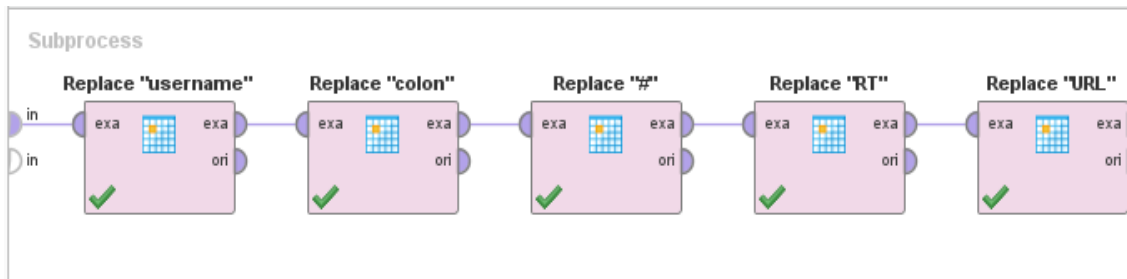 Subprocess
Replace "username" Replace "colon" Replace "#" Replace "RT" Replace "URL"
in exa exa exa exa exa exa exa exa exa exa
in ori ori ori ori ori